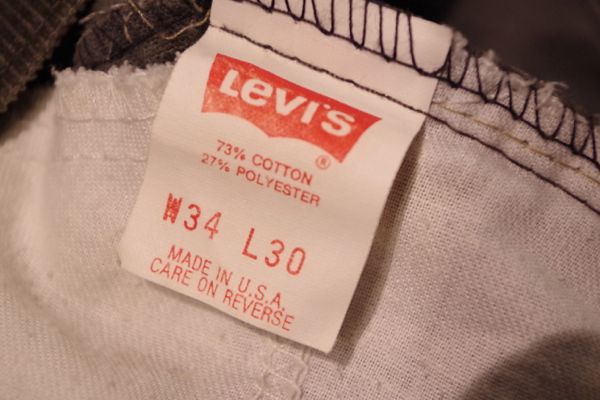 Levi's
®
73% COTTON
27% POLYESTER
W34 L30
MADE IN U.S.A.
CARE ON REVERSE